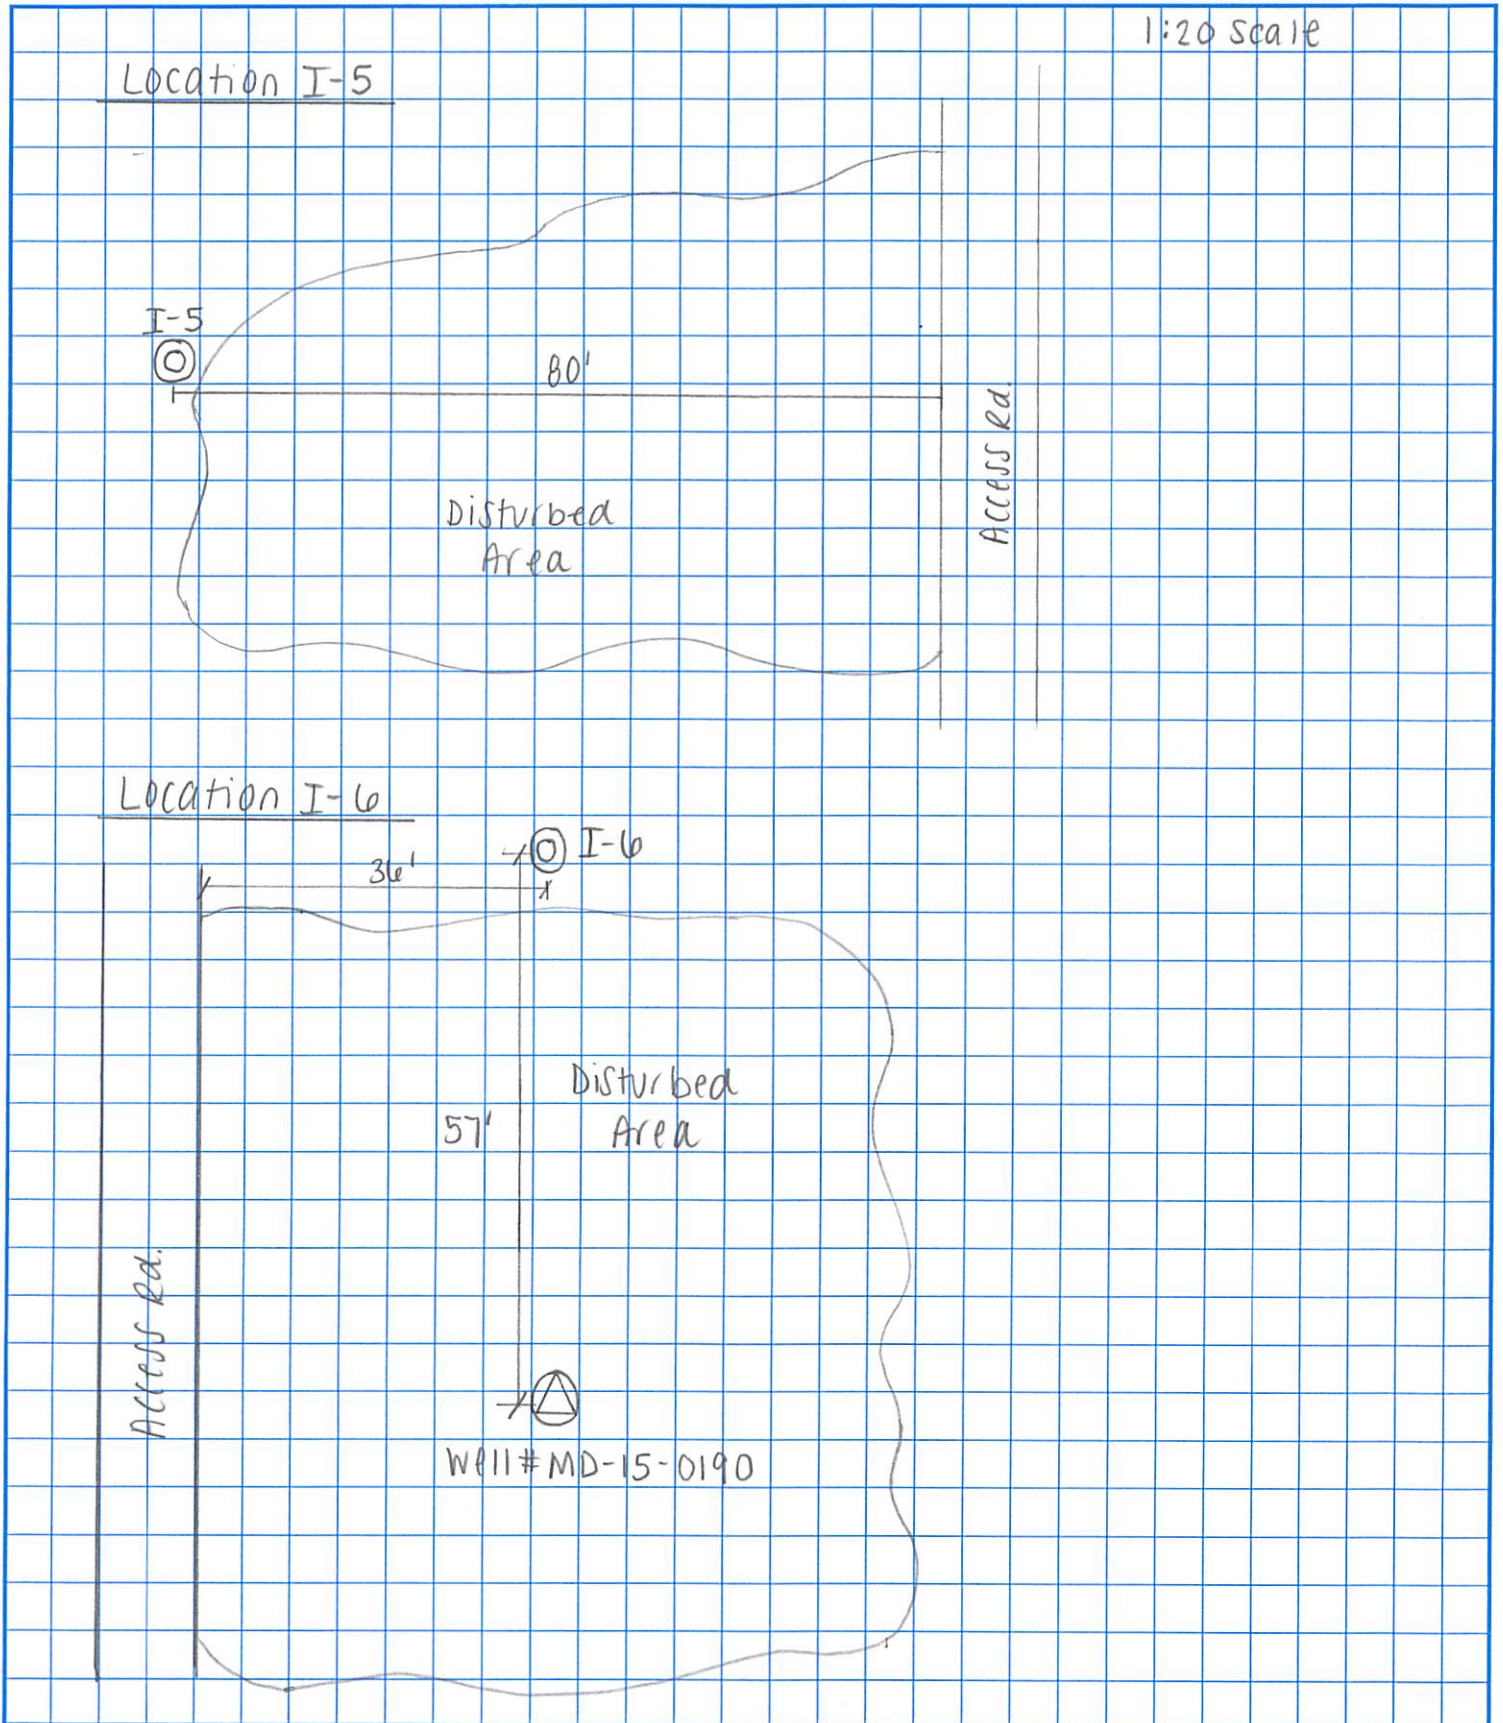 1:20 scale
Location I-5
I-5
80'
Access Rd.
Disturbed
Area
Location I-6
I-6
36'
Disturbed
Area
57'
Access Rd.
Well#MD-15-0190